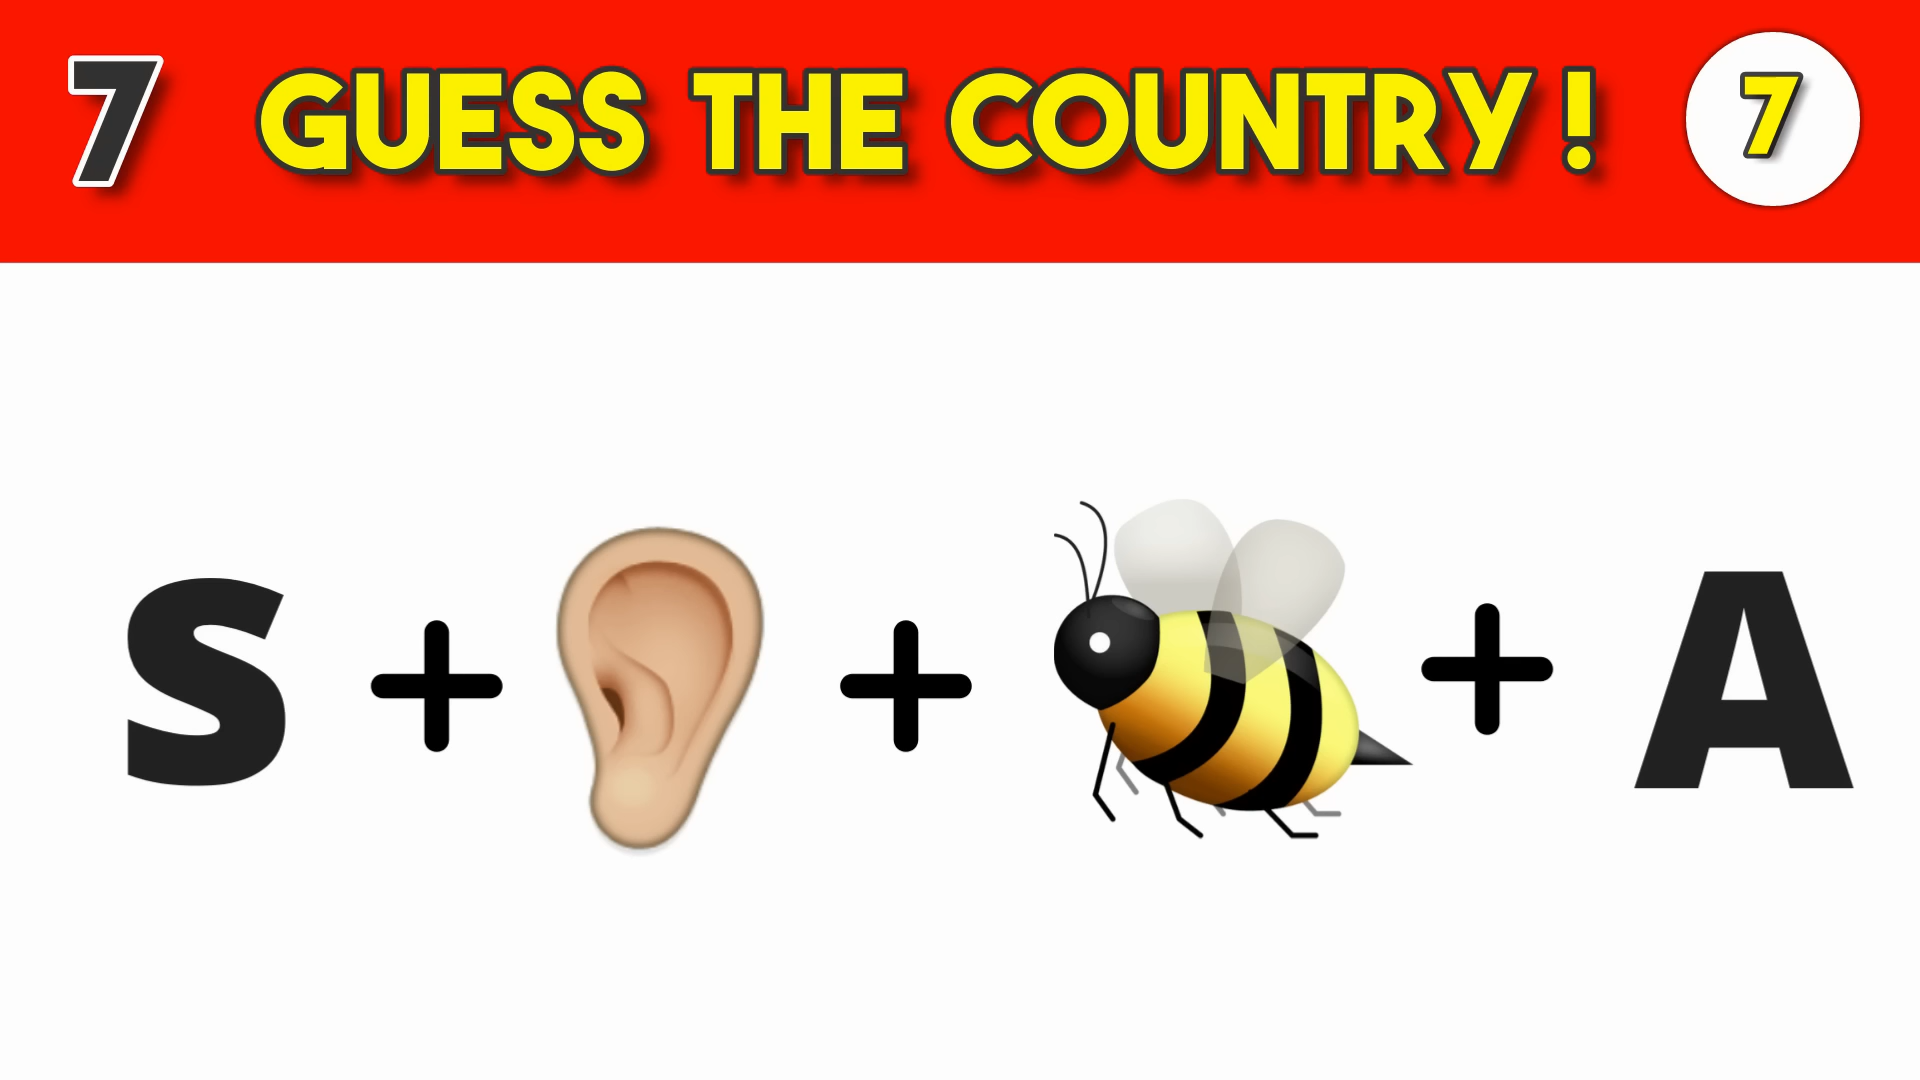 7 GUESS THE COUNTRY! 7
S + + + A